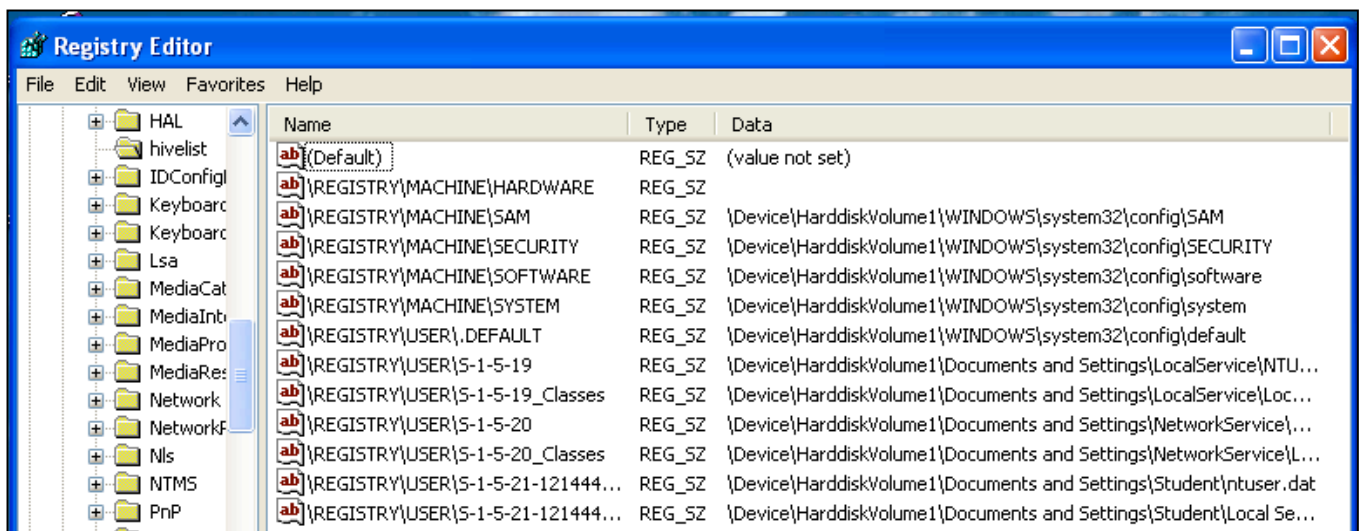 Registry Editor
File Edit View Favorites Help
HAL
hivelist
IDConfigl
Keyboarc
Keyboarc
Lsa
MediaCat
MediaInt
MediaPro
MediaRes
Network
NetworkP
Nls
NTMS
PnP
Name Type Data
(Default) REG_SZ (value not set)
\REGISTRY\MACHINE\HARDWARE REG_SZ
\REGISTRY\MACHINE\SAM REG_SZ \Device\HarddiskVolume1\WINDOWS\system32\config\SAM
\REGISTRY\MACHINE\SECURITY REG_SZ \Device\HarddiskVolume1\WINDOWS\system32\config\SECURITY
\REGISTRY\MACHINE\SOFTWARE REG_SZ \Device\HarddiskVolume1\WINDOWS\system32\config\software
\REGISTRY\MACHINE\SYSTEM REG_SZ \Device\HarddiskVolume1\WINDOWS\system32\config\system
\REGISTRY\USER\.DEFAULT REG_SZ \Device\HarddiskVolume1\WINDOWS\system32\config\default
\REGISTRY\USER\S-1-5-19 REG_SZ \Device\HarddiskVolume1\Documents and Settings\LocalService\NTU...
\REGISTRY\USER\S-1-5-19_Classes REG_SZ \Device\HarddiskVolume1\Documents and Settings\LocalService\Loc...
\REGISTRY\USER\S-1-5-20 REG_SZ \Device\HarddiskVolume1\Documents and Settings\NetworkService\...
\REGISTRY\USER\S-1-5-20_Classes REG_SZ \Device\HarddiskVolume1\Documents and Settings\NetworkService\L...
\REGISTRY\USER\S-1-5-21-121444... REG_SZ \Device\HarddiskVolume1\Documents and Settings\Student\ntuser.dat
\REGISTRY\USER\S-1-5-21-121444... REG_SZ \Device\HarddiskVolume1\Documents and Settings\Student\Local Se...